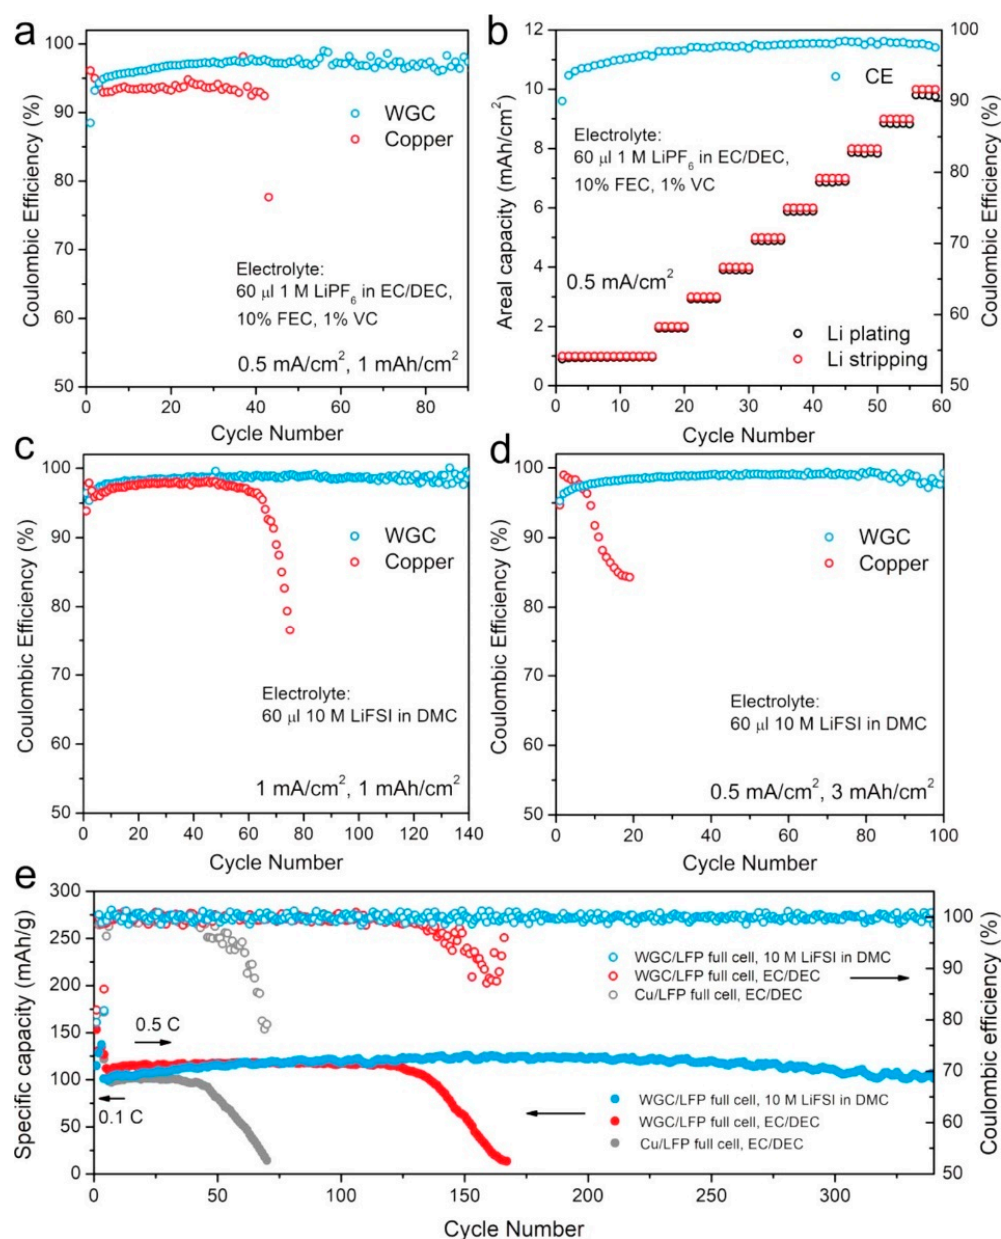 a
100
90
80
70
60
50
0
20
40
60
80
Coulombic Efficiency (%)
Cycle Number
WGC
Copper
Electrolyte:
60 μl 1 M LiPF6 in EC/DEC,
10% FEC, 1% VC
0.5 mA/cm2, 1 mAh/cm2
b
12
10
8
6
4
2
0
0
10
20
30
40
50
60
100
90
80
70
60
50
Areal capacity (mAh/cm2)
Coulombic Efficiency (%)
Cycle Number
CE
Electrolyte:
60 μl 1 M LiPF6 in EC/DEC,
10% FEC, 1% VC
0.5 mA/cm2
Li plating
Li stripping
c
100
90
80
70
60
50
0
20
40
60
80
100
120
140
Coulombic Efficiency (%)
Cycle Number
WGC
Copper
Electrolyte:
60 μl 10 M LiFSI in DMC
1 mA/cm2, 1 mAh/cm2
d
100
90
80
70
60
50
0
20
40
60
80
100
Coulombic Efficiency (%)
Cycle Number
WGC
Copper
Electrolyte:
60 μl 10 M LiFSI in DMC
0.5 mA/cm2, 3 mAh/cm2
e
300
250
200
150
100
50
0
0
50
100
150
200
250
300
100
90
80
70
60
50
Specific capacity (mAh/g)
Coulombic efficiency (%)
Cycle Number
WGC/LFP full cell, 10 M LiFSI in DMC
WGC/LFP full cell, EC/DEC
Cu/LFP full cell, EC/DEC
0.5 C
0.1 C
WGC/LFP full cell, 10 M LiFSI in DMC
WGC/LFP full cell, EC/DEC
Cu/LFP full cell, EC/DEC